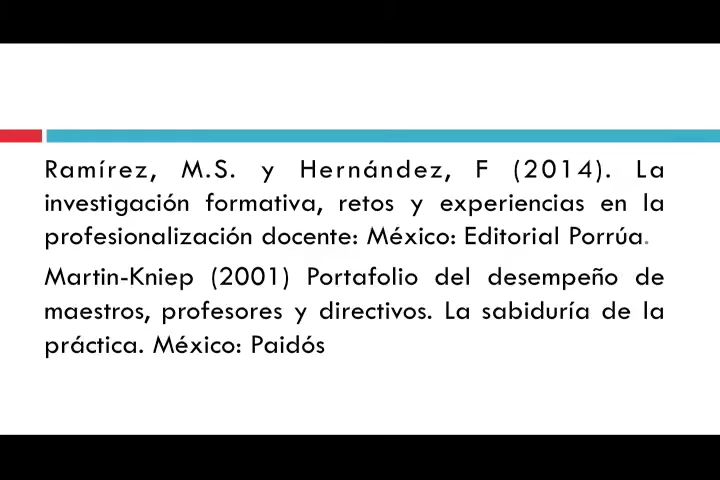 Ramírez, M.S. y Hernández, F (2014). La
investigación formativa, retos y experiencias en la
profesionalización docente: México: Editorial Porrúa.
Martin-Kniep (2001) Portafolio del desempeño de
maestros, profesores y directivos. La sabiduría de la
práctica. México: Paidós